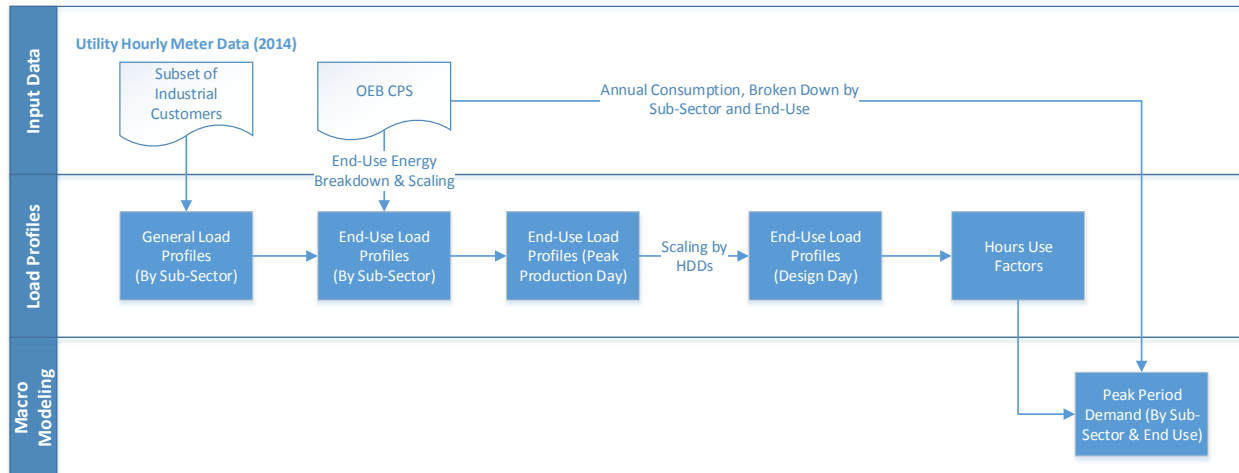 Input Data
Utility Hourly Meter Data (2014)
Subset of
Industrial
Customers
OEB CPS
Annual Consumption, Broken Down by
Sub-Sector and End-Use
End-Use Energy
Breakdown & Scaling
Load Profiles
General Load
Profiles
(By Sub-Sector)
End-Use Load
Profiles
(By Sub-Sector)
End-Use Load
Profiles (Peak
Production Day)
Scaling by
HDDs
End-Use Load
Profiles
(Design Day)
Hours Use
Factors
Macro
Modeling
Peak Period
Demand (By Sub-
Sector & End Use)